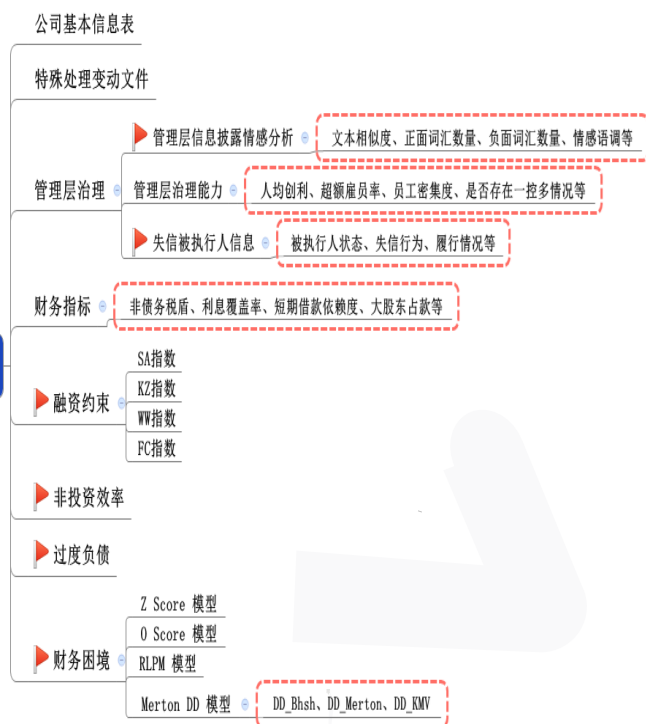 公司基本信息表
特殊处理变动文件
管理层信息披露情感分析
文本相似度、正面词汇数量、负面词汇数量、情感语调等
管理层治理
管理层治理能力
人均创利、超额雇员率、员工密集度、是否存在一控多情况等
失信被执行人信息
被执行人状态、失信行为、履行情况等
财务指标
非债务税盾、利息覆盖率、短期借款依赖度、大股东占款等
SA指数
KZ指数
融资约束
WW指数
FC指数
非投资效率
过度负债
Z Score 模型
O Score 模型
财务困境
RLPM 模型
Merton DD 模型
DD_Bhsh、DD_Merton、DD_KMV